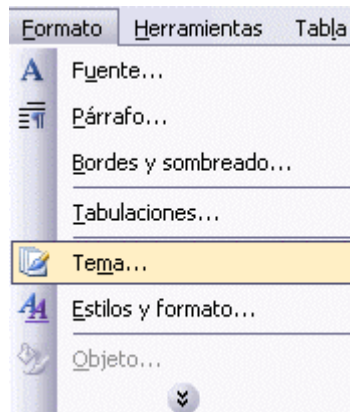 Formato Herramientas Tabla
Fuente...
Párrafo...
Bordes y sombreado...
Tabulaciones...
Tema...
Estilos y formato...
Objeto...